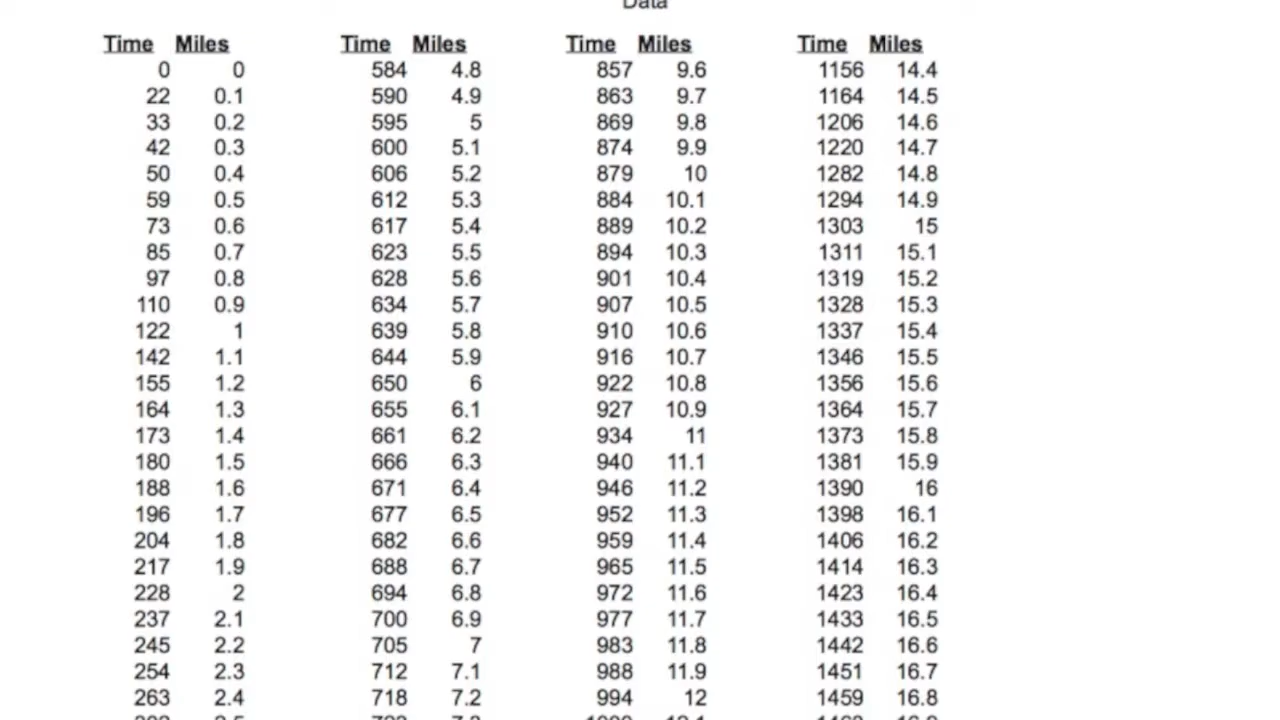 Data
Time Miles Time Miles Time Miles Time Miles
0 0 584 4.8 857 9.6 1156 14.4
22 0.1 590 4.9 863 9.7 1164 14.5
33 0.2 595 5 869 9.8 1206 14.6
42 0.3 600 5.1 874 9.9 1220 14.7
50 0.4 606 5.2 879 10 1282 14.8
59 0.5 612 5.3 884 10.1 1294 14.9
73 0.6 617 5.4 889 10.2 1303 15
85 0.7 623 5.5 894 10.3 1311 15.1
97 0.8 628 5.6 901 10.4 1319 15.2
110 0.9 634 5.7 907 10.5 1328 15.3
122 1 639 5.8 910 10.6 1337 15.4
142 1.1 644 5.9 916 10.7 1346 15.5
155 1.2 650 6 922 10.8 1356 15.6
164 1.3 655 6.1 927 10.9 1364 15.7
173 1.4 661 6.2 934 11 1373 15.8
180 1.5 666 6.3 940 11.1 1381 15.9
188 1.6 671 6.4 946 11.2 1390 16
196 1.7 677 6.5 952 11.3 1398 16.1
204 1.8 682 6.6 959 11.4 1406 16.2
217 1.9 688 6.7 965 11.5 1414 16.3
228 2 694 6.8 972 11.6 1423 16.4
237 2.1 700 6.9 977 11.7 1433 16.5
245 2.2 705 7 983 11.8 1442 16.6
254 2.3 712 7.1 988 11.9 1451 16.7
263 2.4 718 7.2 994 12 1459 16.8